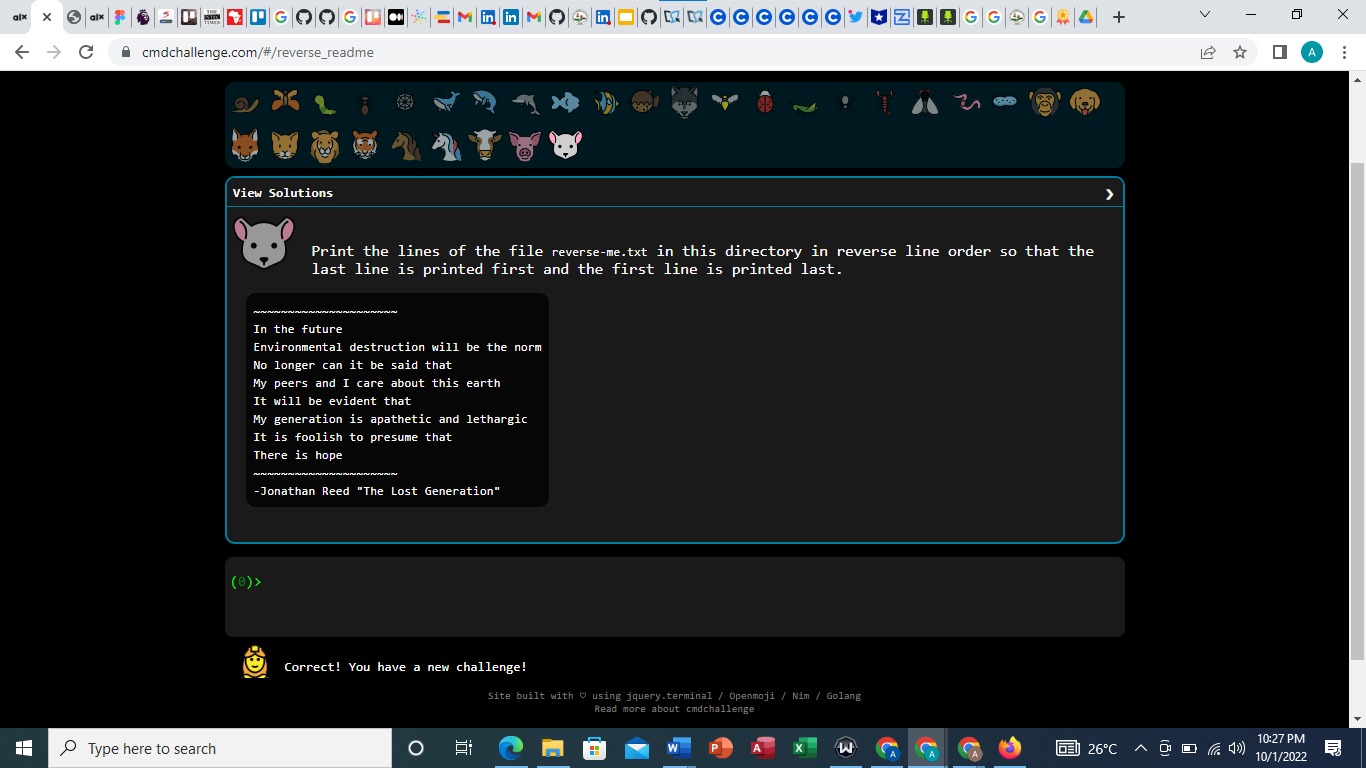 alx
alx
THE INTER TIMES
cmdchallenge.com/#/reverse_readme
A
View Solutions
Print the lines of the file reverse-me.txt in this directory in reverse line order so that the
last line is printed first and the first line is printed last.
~~~~~~~~~~~~~~~~~~~~~
In the future
Environmental destruction will be the norm
No longer can it be said that
My peers and I care about this earth
It will be evident that
My generation is apathetic and lethargic
It is foolish to presume that
There is hope
~~~~~~~~~~~~~~~~~~~~~
-Jonathan Reed "The Lost Generation"
(0)>
Correct! You have a new challenge!
Site built with ♡ using jquery.terminal / Openmoji / Nim / Golang
Read more about cmdchallenge
Type here to search
26°C
10:27 PM
10/1/2022